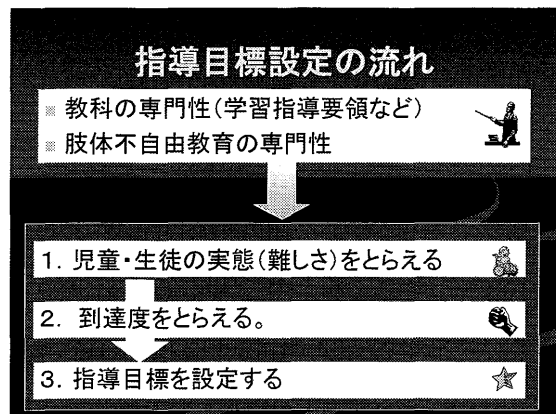 指導目標設定の流れ
教科の専門性(学習指導要領など)
肢体不自由教育の専門性
1. 児童・生徒の実態(難しさ)をとらえる
2. 到達度をとらえる。
3. 指導目標を設定する